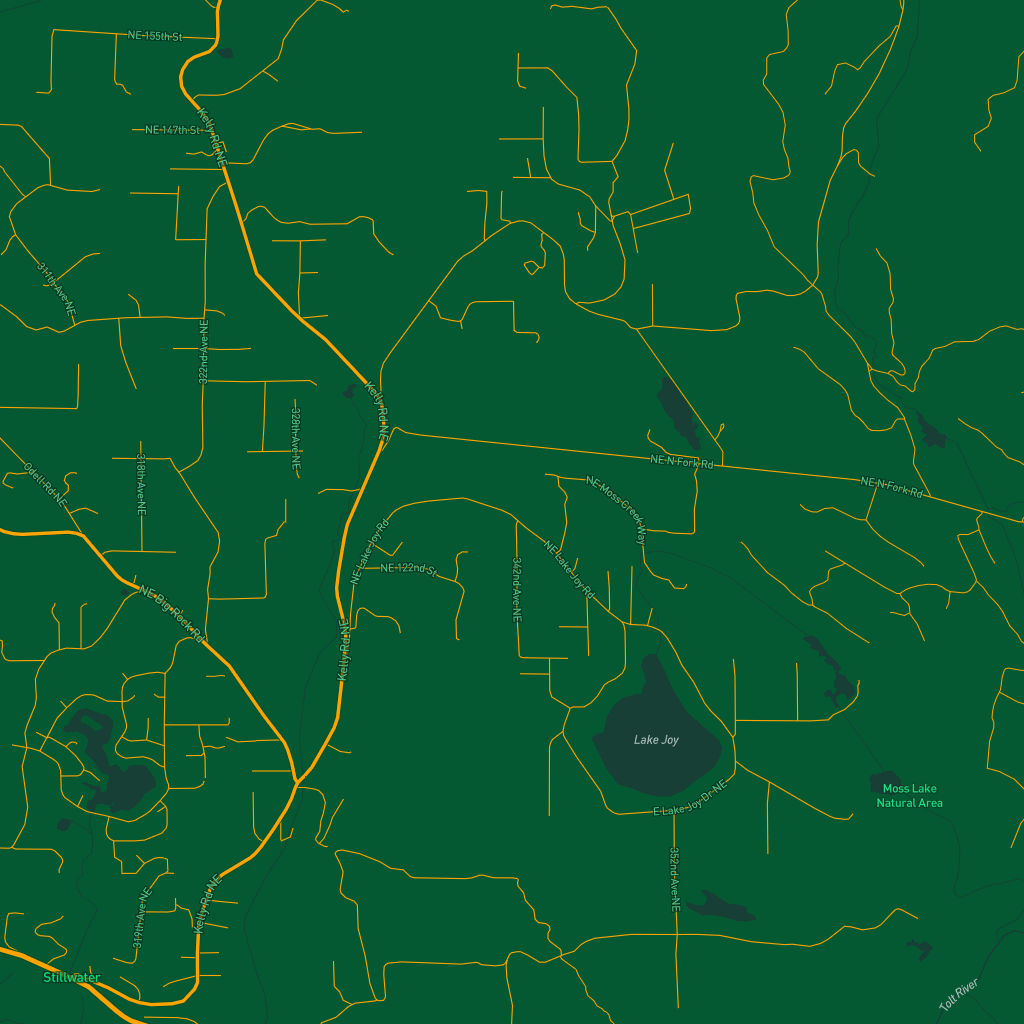 NE 155th St
Kelly Rd NE
NE 147th St
311th Ave NE
322nd Ave NE
Kelly Rd NE
328th Ave NE
318th Ave NE
Odell Rd NE
NE N Fork Rd
NE N Fork Rd
NE Moss Creek Way
NE Lake Joy Rd
NE Lake Joy Rd
NE 122nd St
342nd Ave NE
NE Big Rock Rd
Kelly Rd NE
Lake Joy
E Lake Joy Dr NE
Moss Lake
Natural Area
352nd Ave NE
319th Ave NE
Kelly Rd NE
Stillwater
Tolt River